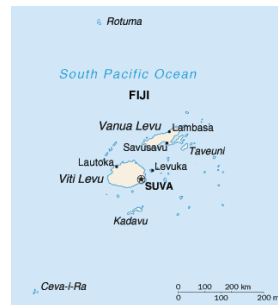 Rotuma
South Pacific Ocean
FIJI
Vanua Levu
Lambasa
Savusavu
Taveuni
Lautoka
Levuka
Viti Levu
SUVA
Kadavu
Ceva-i-Ra
0 100 200 km
0 100 200 m